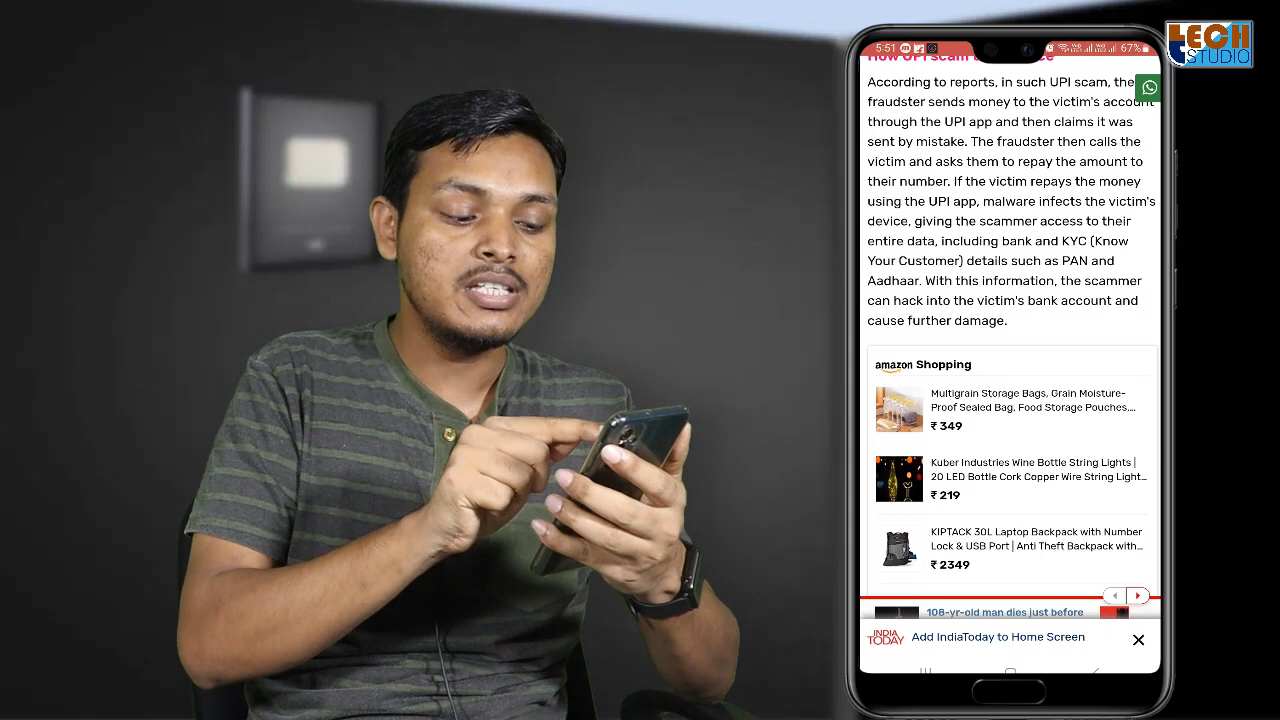 LECH
STUDIO
5:51
67%
How UPI scam
According to reports, in such UPI scam, the
fraudster sends money to the victim's account
through the UPI app and then claims it was
sent by mistake. The fraudster then calls the
victim and asks them to repay the amount to
their number. If the victim repays the money
using the UPI app, malware infects the victim's
device, giving the scammer access to their
entire data, including bank and KYC (Know
Your Customer) details such as PAN and
Aadhaar. With this information, the scammer
can hack into the victim's bank account and
cause further damage.
amazon Shopping
Multigrain Storage Bags, Grain Moisture-
Proof Sealed Bag, Food Storage Pouches,...
₹ 349
Kuber Industries Wine Bottle String Lights |
20 LED Bottle Cork Copper Wire String Light...
₹ 219
KIPTACK 30L Laptop Backpack with Number
Lock & USB Port | Anti Theft Backpack with...
₹ 2349
108-yr-old man dies just before
INDIA
TODAY
Add IndiaToday to Home Screen